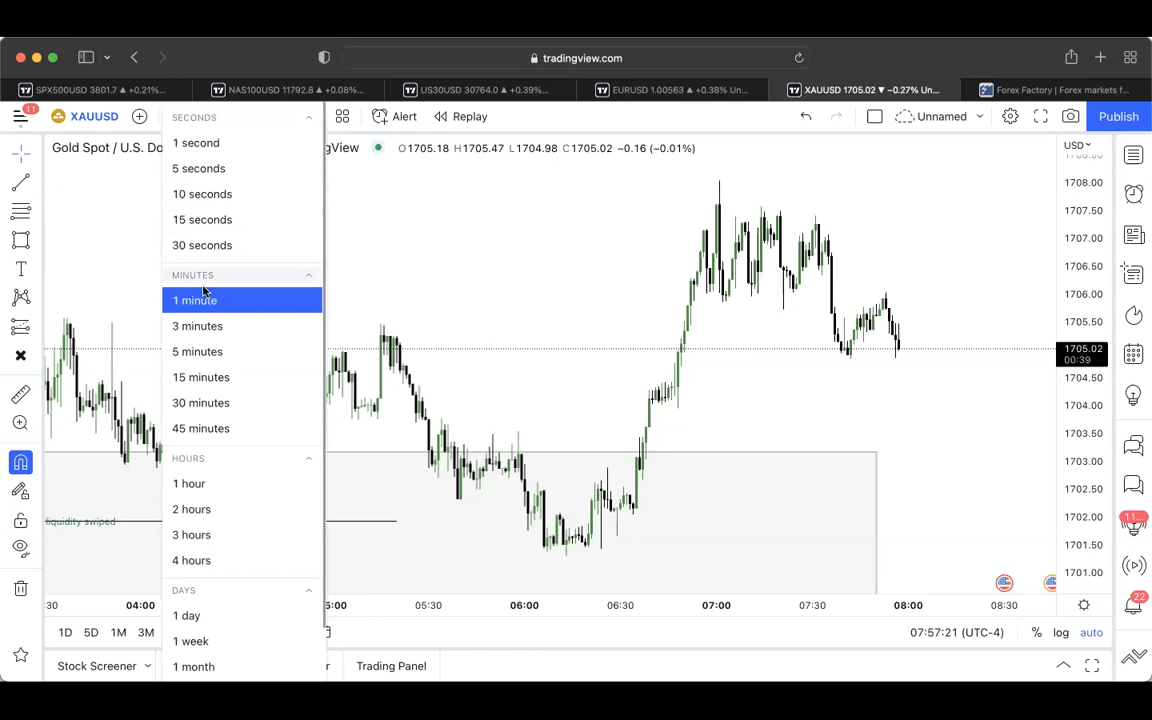 tradingview.com
SPX500USD 3801.7 ▲ +0.21%...
NAS100USD 11792.8 ▲ +0.08%...
US30USD 30764.0 ▲ +0.39%...
EURUSD 1.00563 ▲ +0.38% Un...
XAUUSD 1705.02 ▼ −0.27% Un...
Forex Factory | Forex markets f...
11
XAUUSD
Alert
Replay
Unnamed
Publish
Gold Spot / U.S. Do
gView
O1705.18 H1705.47 L1704.98 C1705.02 −0.16 (−0.01%)
USD
SECONDS
1 second
5 seconds
10 seconds
15 seconds
30 seconds
MINUTES
1 minute
3 minutes
5 minutes
15 minutes
30 minutes
45 minutes
HOURS
1 hour
2 hours
3 hours
4 hours
DAYS
1 day
1 week
1 month
liquidity swiped
1708.50
1708.00
1707.50
1707.00
1706.50
1706.00
1705.50
1705.02
00:39
1704.50
1704.00
1703.50
1703.00
1702.50
1702.00
1701.50
1701.00
11...
22
:30
04:00
5:00
05:30
06:00
06:30
07:00
07:30
08:00
08:30
1D 5D 1M 3M
07:57:21 (UTC-4)
% log auto
Stock Screener
r
Trading Panel